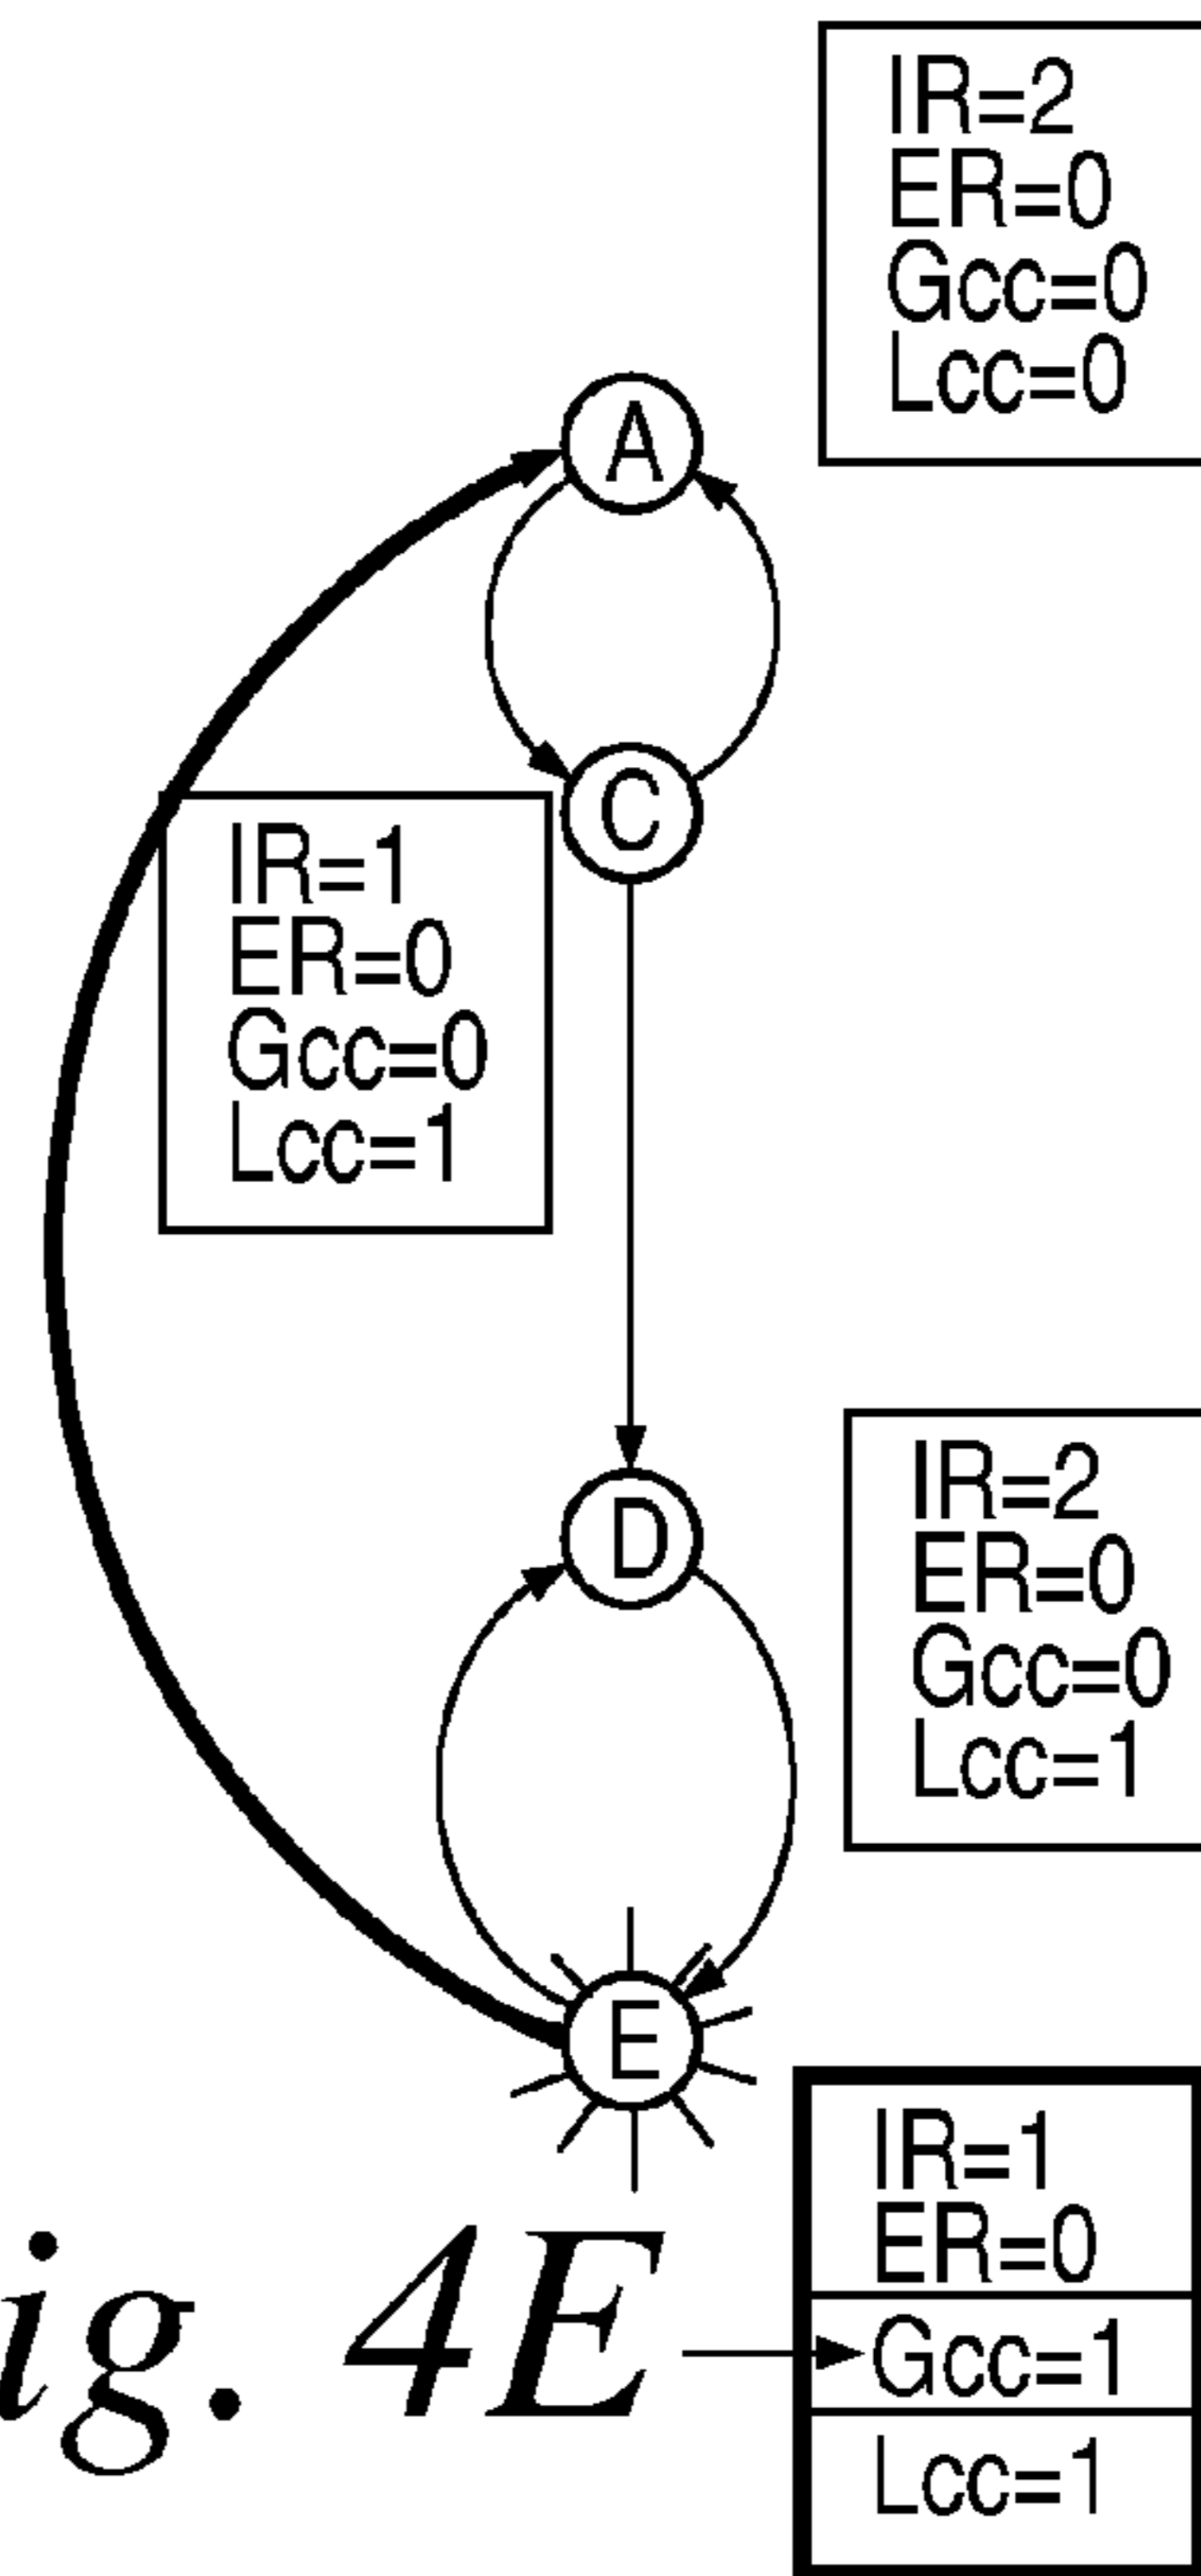 IR=2
ER=0
Gcc=0
Lcc=0
A
C
IR=1
ER=0
Gcc=0
Lcc=1
D
IR=2
ER=0
Gcc=0
Lcc=1
E
IR=1
ER=0
Gcc=1
Lcc=1
ig. 4E